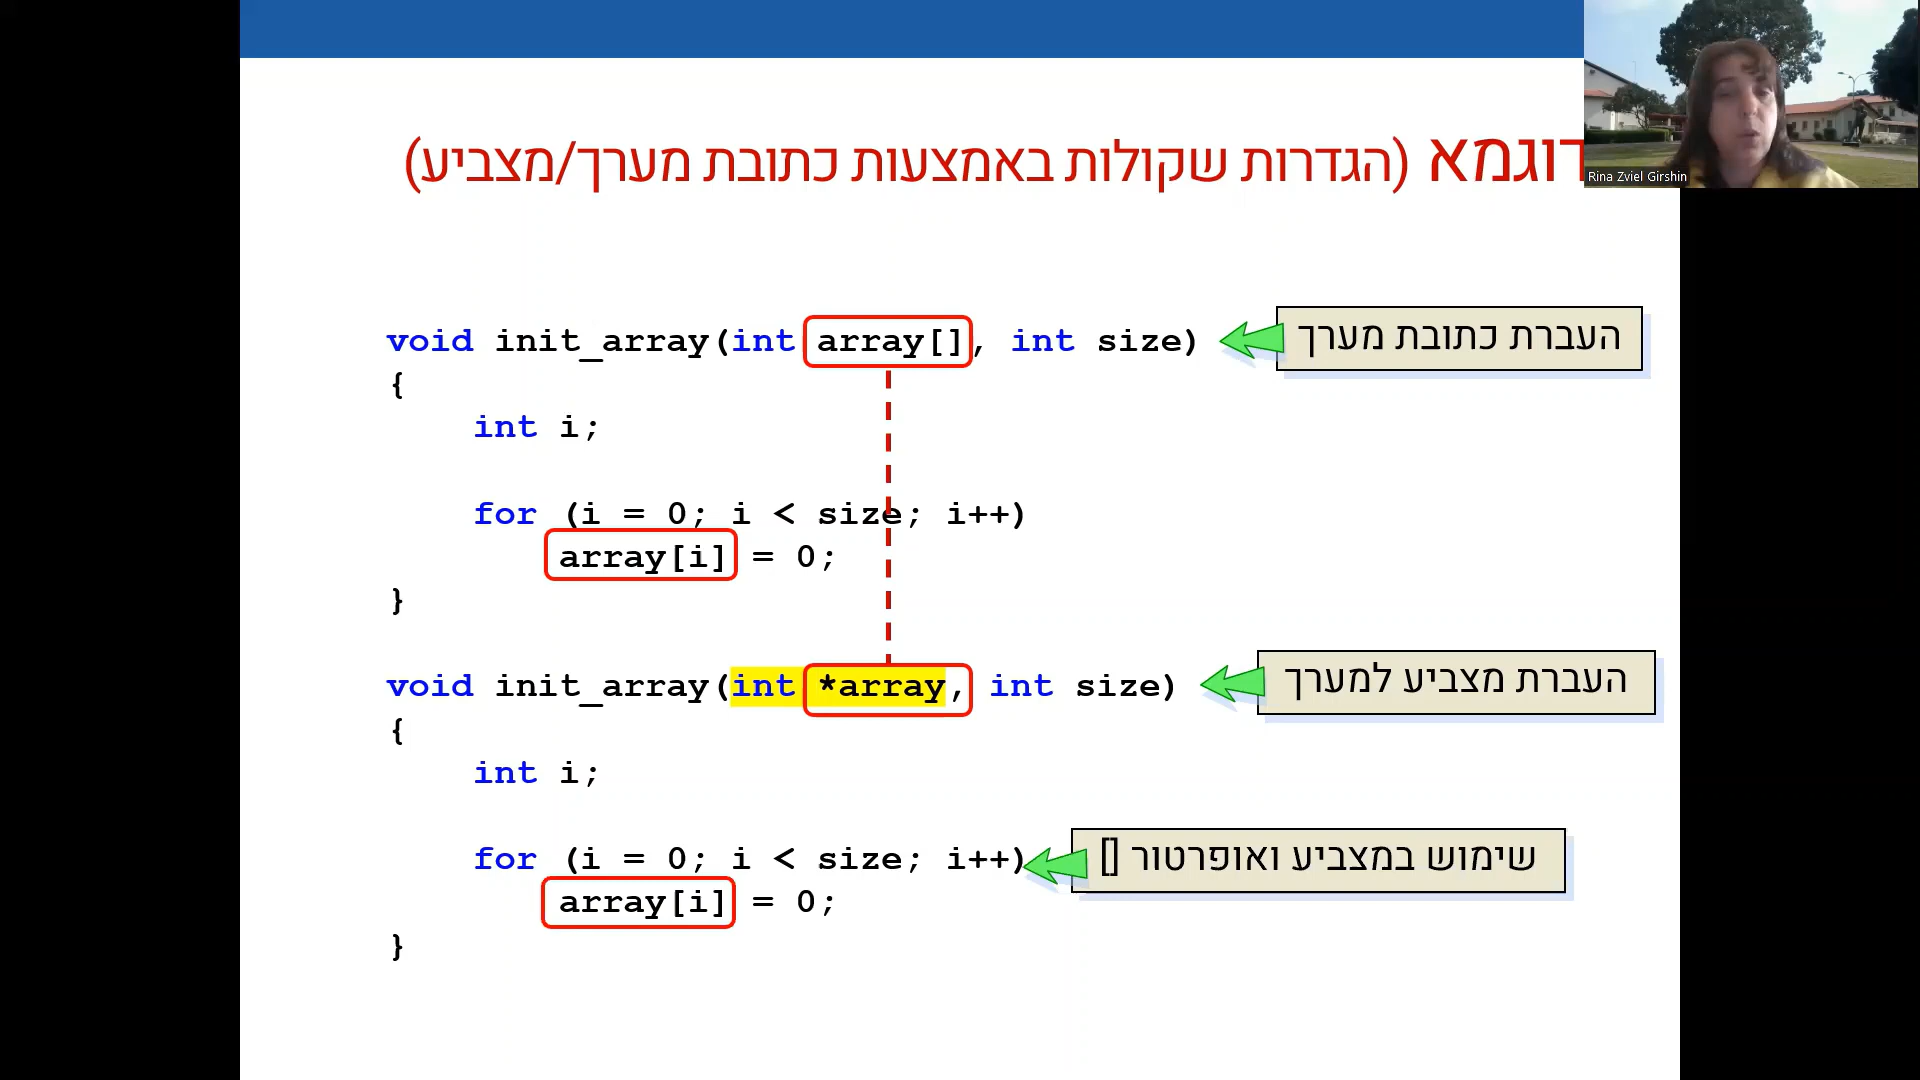 דוגמא (הגדרות שקולות באמצעות כתובת מערך/מצביע)
Rina Zviel Girshin
void init_array(int array[], int size)
העברת כתובת מערך
{
int i;
for (i = 0; i < size; i++)
array[i] = 0;
}
void init_array(int *array, int size)
העברת מצביע למערך
{
int i;
for (i = 0; i < size; i++)
שימוש במצביע ואופרטור []
array[i] = 0;
}